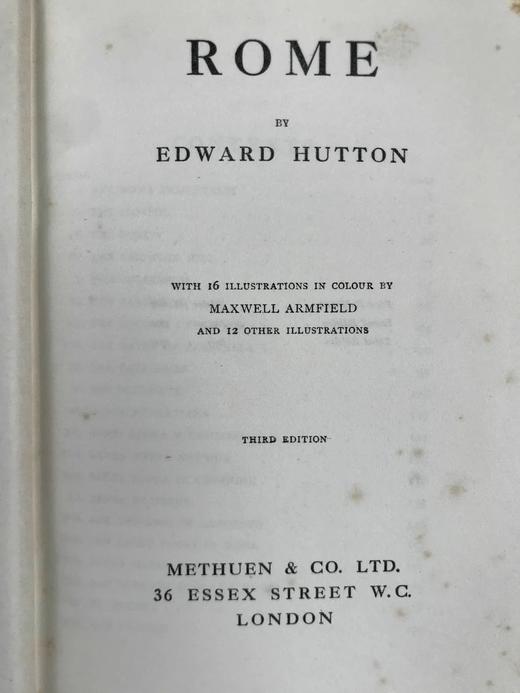 ROME
BY
EDWARD HUTTON
WITH 16 ILLUSTRATIONS IN COLOUR BY
MAXWELL ARMFIELD
AND 12 OTHER ILLUSTRATIONS
THIRD EDITION
METHUEN & CO. LTD.
36 ESSEX STREET W.C.
LONDON